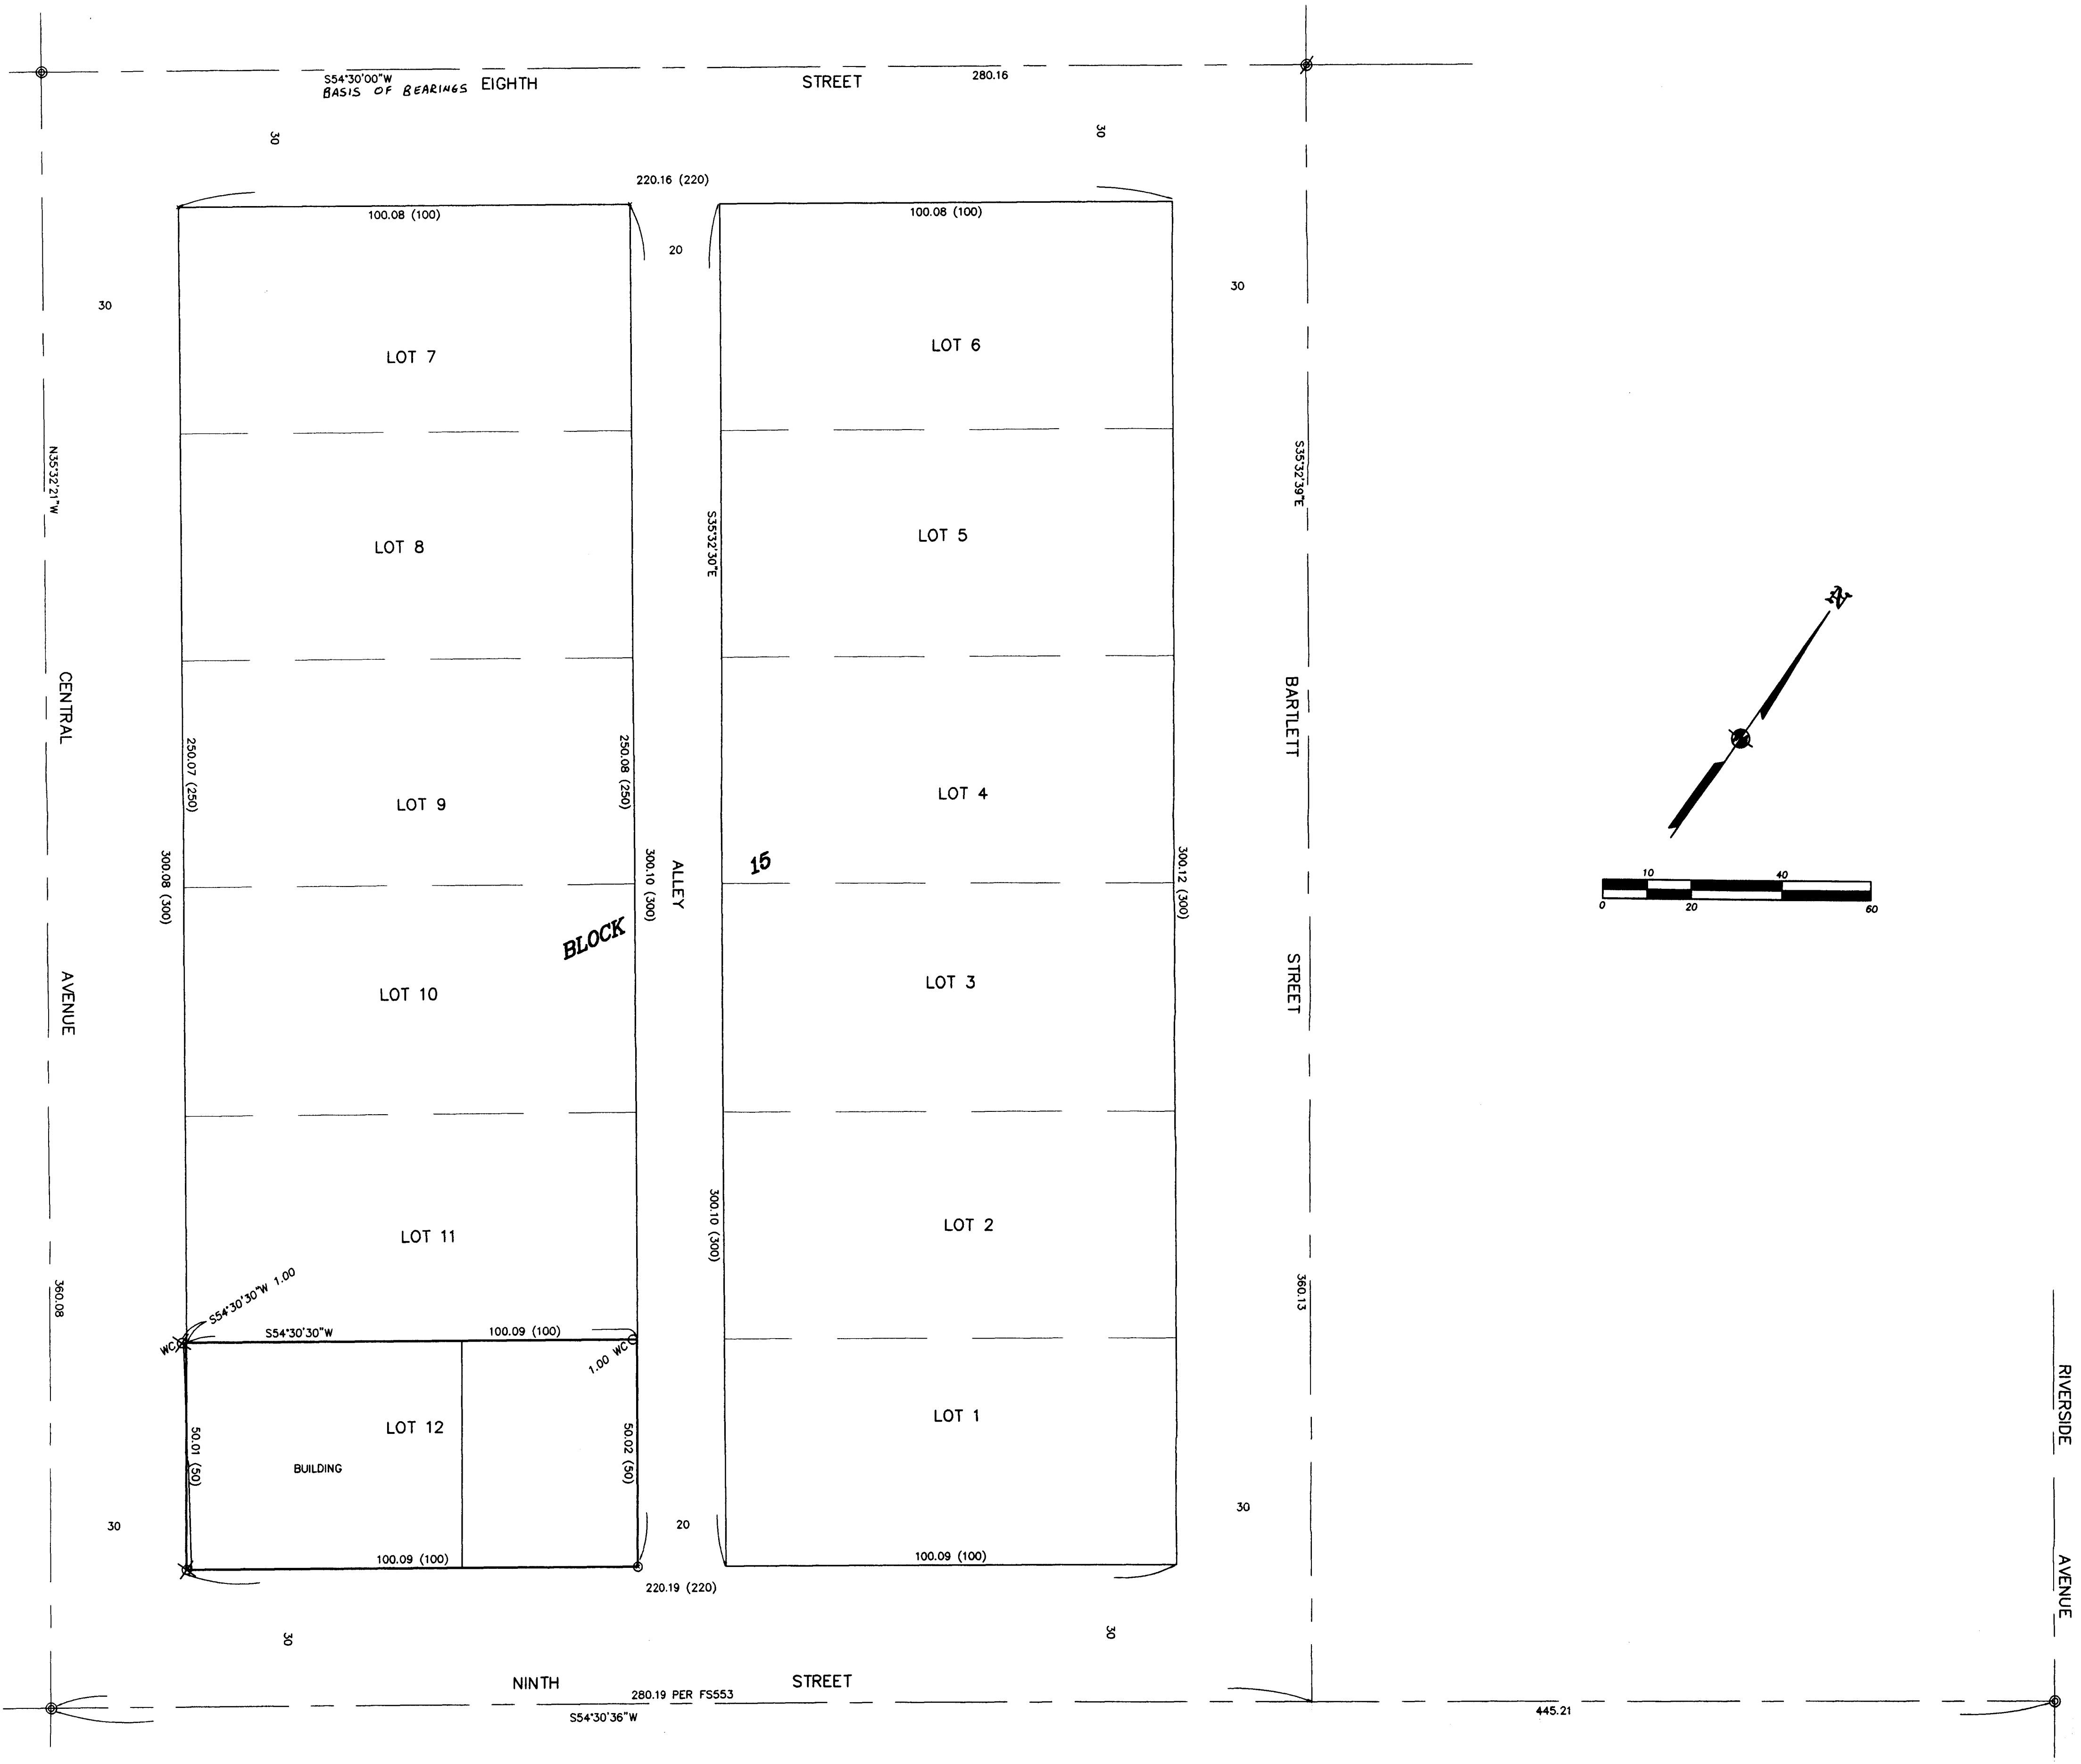 S54°30'00"W
BASIS OF BEARINGS
EIGHTH STREET
280.16
30
30
220.16 (220)
100.08 (100)
100.08 (100)
20
30
30
LOT 7
LOT 6
N35°32'21"W
S35°32'39"E
S35°32'30"E
LOT 8
LOT 5
N
CENTRAL AVENUE
BARTLETT STREET
250.07 (250)
250.08 (250)
LOT 9
LOT 4
300.08 (300)
300.10 (300)
ALLEY
300.12 (300)
BLOCK 15
10 40
0 20 60
LOT 10
LOT 3
300.10 (300)
LOT 11
LOT 2
360.08
360.13
S54°30'30"W 1.00
WC
S54°30'30"W
100.09 (100)
1.00 WC
LOT 12
LOT 1
BUILDING
50.01 (50)
50.02 (50)
RIVERSIDE AVENUE
30
30
20
100.09 (100)
100.09 (100)
220.19 (220)
30
30
NINTH STREET
280.19 PER FS553
S54°30'36"W
445.21